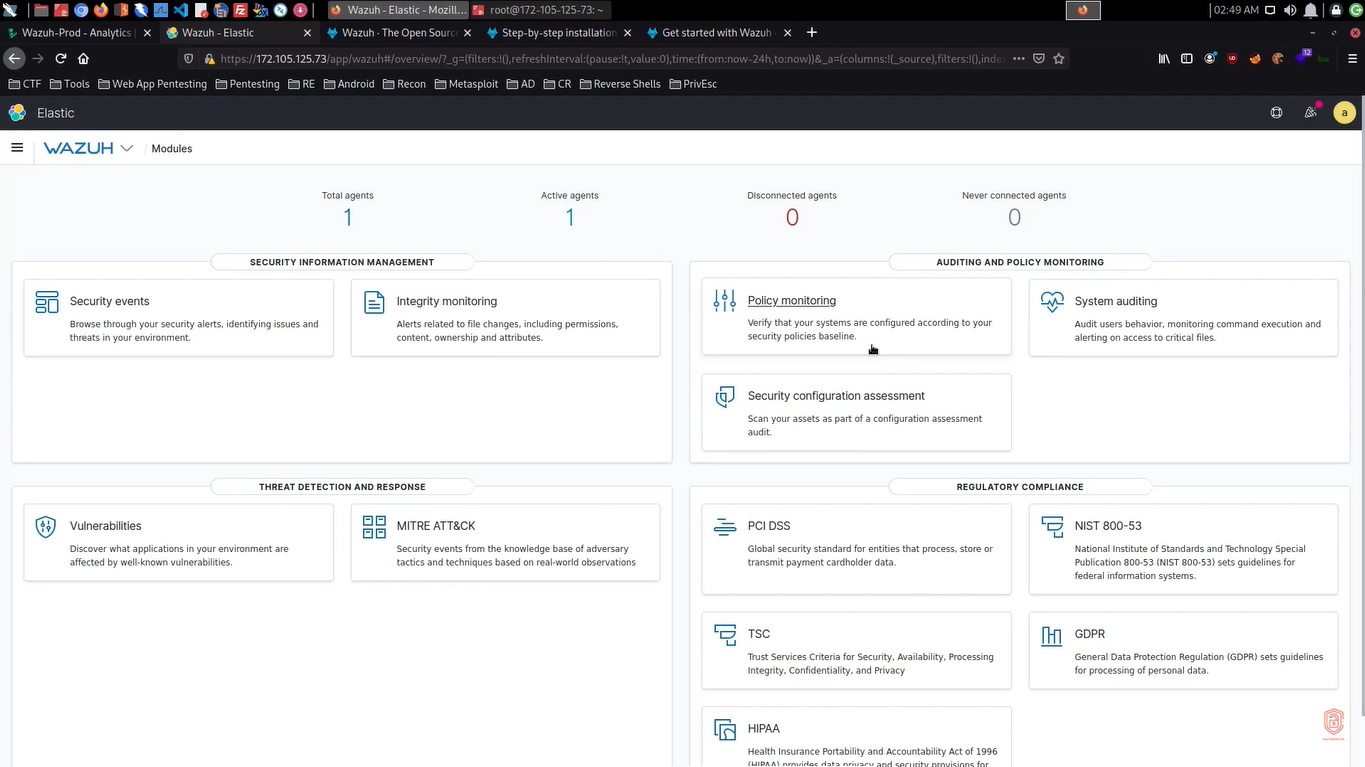 Wazuh - Elastic - Mozill...
root@172-105-125-73: ~
02:49 AM
Wazuh-Prod - Analytics |
Wazuh - Elastic
Wazuh · The Open Source
Step-by-step installation
Get started with Wazuh ·
https://172.105.125.73/app/wazuh#/overview/?_g=(filters:!(),refreshInterval:(pause:!t,value:0),time:(from:now-24h,to:now))&_a=(columns:!(_source),filters:!(),inde
12
CTF
Tools
Web App Pentesting
Pentesting
RE
Android
Recon
Metasploit
AD
CR
Reverse Shells
PrivEsc
Elastic
a
WAZUH
/ Modules
Total agents
1
Active agents
1
Disconnected agents
0
Never connected agents
0
SECURITY INFORMATION MANAGEMENT
Security events
Browse through your security alerts, identifying issues and
threats in your environment.
Integrity monitoring
Alerts related to file changes, including permissions,
content, ownership and attributes.
AUDITING AND POLICY MONITORING
Policy monitoring
Verify that your systems are configured according to your
security policies baseline.
System auditing
Audit users behavior, monitoring command execution and
alerting on access to critical files.
Security configuration assessment
Scan your assets as part of a configuration assessment
audit.
THREAT DETECTION AND RESPONSE
Vulnerabilities
Discover what applications in your environment are
affected by well-known vulnerabilities.
MITRE ATT&CK
Security events from the knowledge base of adversary
tactics and techniques based on real-world observations
REGULATORY COMPLIANCE
PCI DSS
Global security standard for entities that process, store or
transmit payment cardholder data.
NIST 800-53
National Institute of Standards and Technology Special
Publication 800-53 (NIST 800-53) sets guidelines for
federal information systems.
TSC
Trust Services Criteria for Security, Availability, Processing
Integrity, Confidentiality, and Privacy
GDPR
General Data Protection Regulation (GDPR) sets guidelines
for processing of personal data.
HIPAA
Health Insurance Portability and Accountability Act of 1996
(HIPAA) provides data privacy and security provisions for